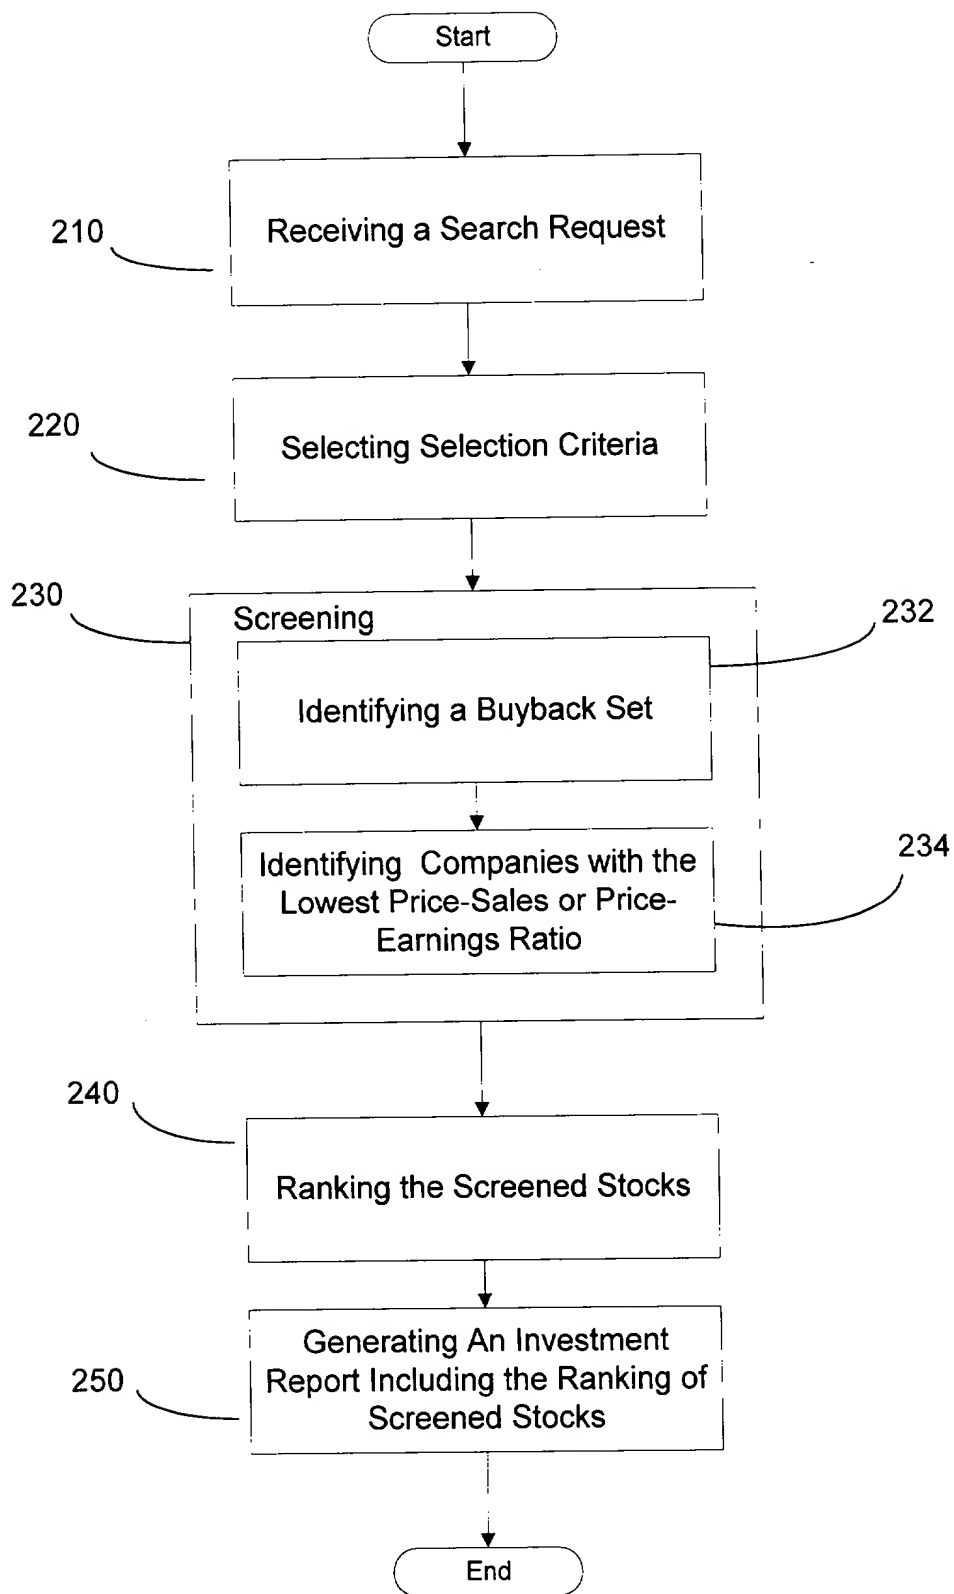 Start
210
Receiving a Search Request
220
Selecting Selection Criteria
230
Screening
232
Identifying a Buyback Set
234
Identifying Companies with the
Lowest Price-Sales or Price-
Earnings Ratio
240
Ranking the Screened Stocks
250
Generating An Investment
Report Including the Ranking of
Screened Stocks
End